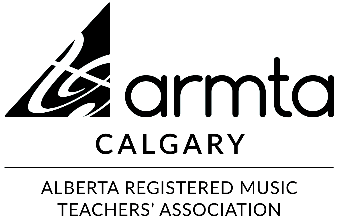 armta
CALGARY
ALBERTA REGISTERED MUSIC
TEACHERS' ASSOCIATION